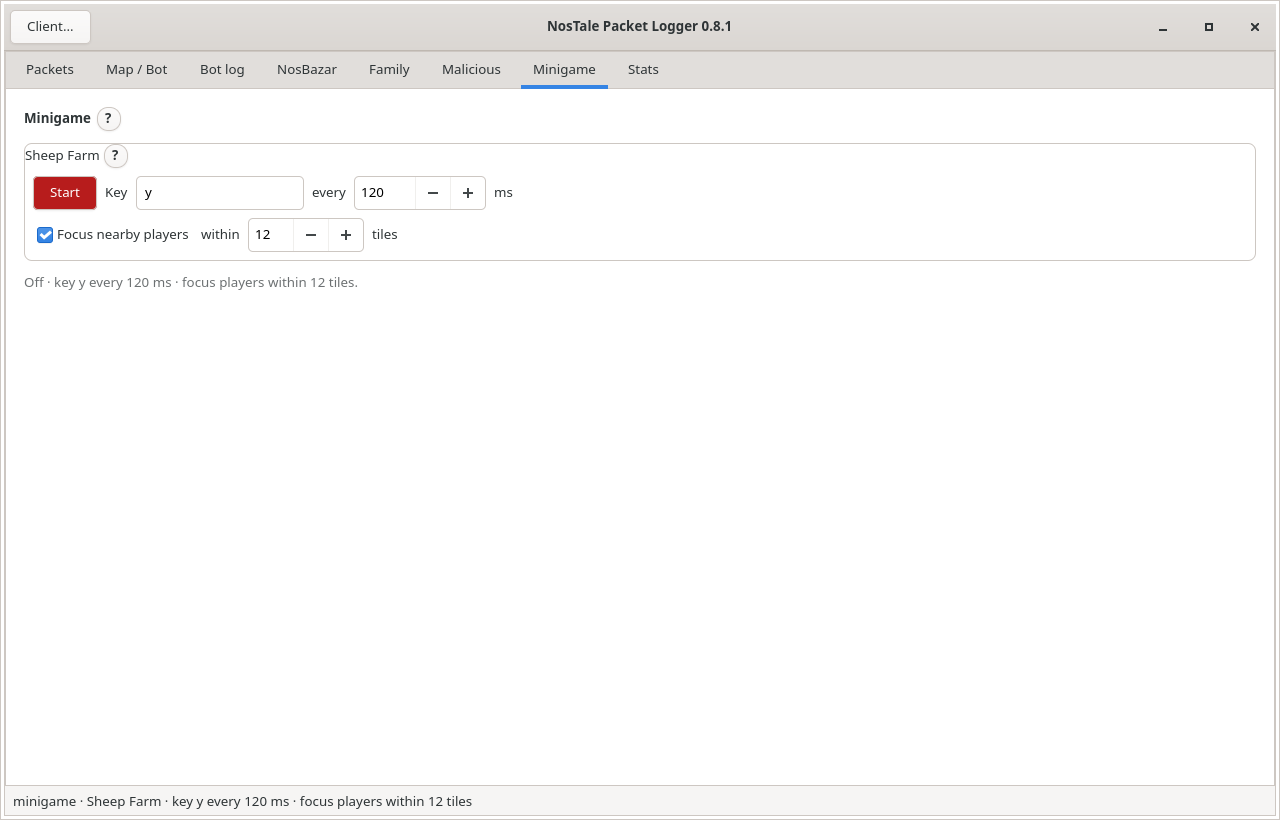 Client...
NosTale Packet Logger 0.8.1
Packets Map / Bot Bot log NosBazar Family Malicious Minigame Stats
Minigame ?
Sheep Farm ?
Start Key y every 120 ms
Focus nearby players within 12 tiles
Off · key y every 120 ms · focus players within 12 tiles.
minigame · Sheep Farm · key y every 120 ms · focus players within 12 tiles